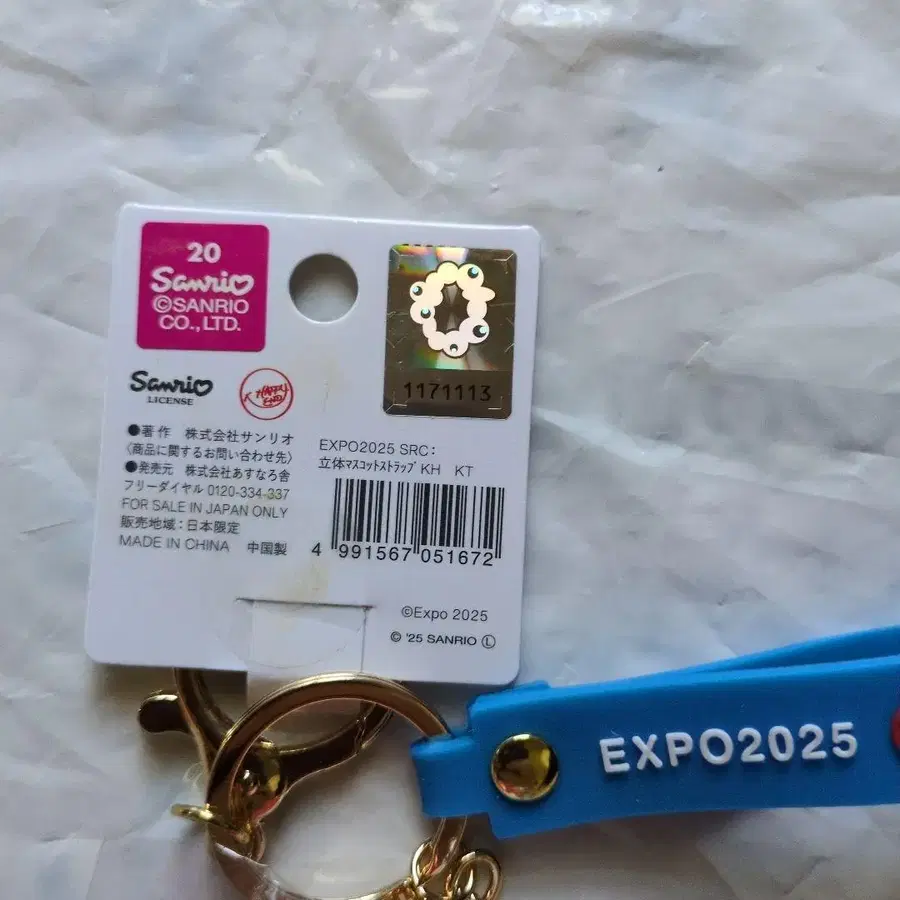 20
Sanrio
©SANRIO
CO.,LTD.
Sanrio
LICENSE
1171113
●著作 株式会社サンリオ
〈商品に関するお問い合わせ先〉
●発売元 株式会社あすなろ舎
フリーダイヤル 0120-334-337
FOR SALE IN JAPAN ONLY
販売地域:日本限定
MADE IN CHINA 中国製
EXPO2025 SRC:
立体マスコットストラップ KH KT
4 991567 051672
©Expo 2025
© '25 SANRIO Ⓛ
EXPO2025